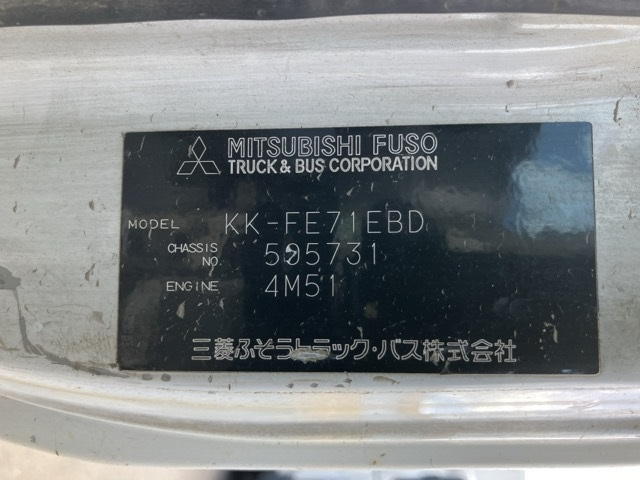 MITSUBISHI FUSO
TRUCK & BUS CORPORATION
MODEL KK-FE71EBD
CHASSIS NO. 505731
ENGINE 4M51
三菱ふそうトラック・バス株式会社